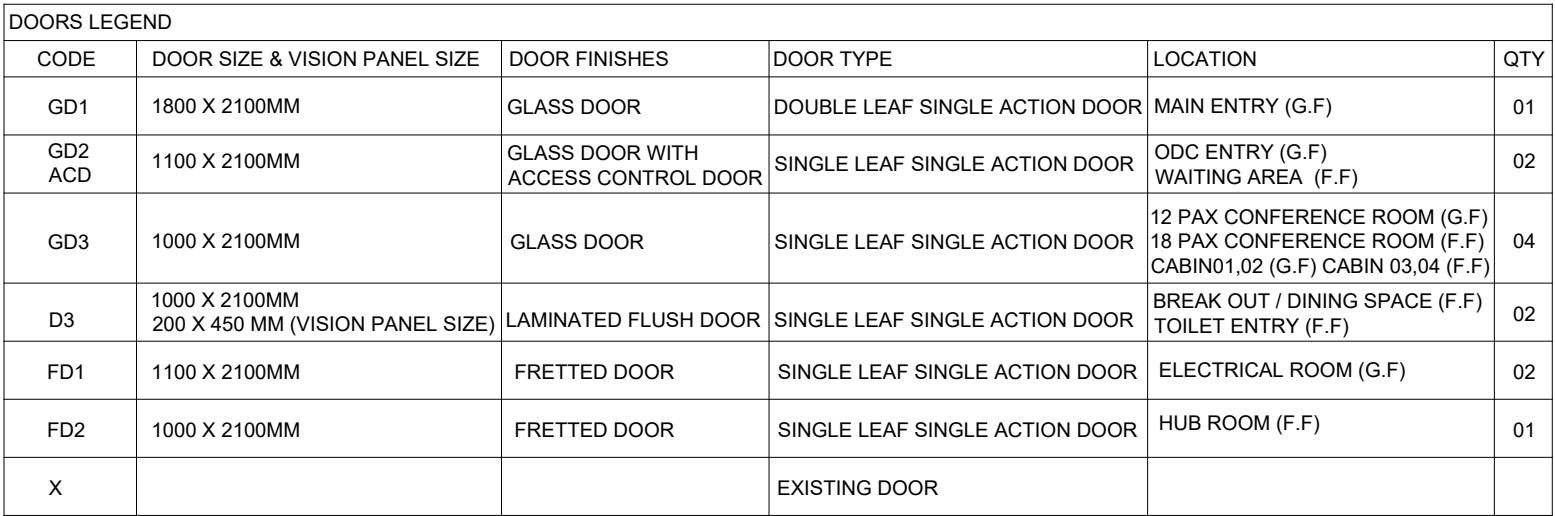 DOORS LEGEND
CODE DOOR SIZE & VISION PANEL SIZE DOOR FINISHES DOOR TYPE LOCATION QTY
GD1 1800 X 2100MM GLASS DOOR DOUBLE LEAF SINGLE ACTION DOOR MAIN ENTRY (G.F) 01
GD2 ACD 1100 X 2100MM GLASS DOOR WITH ACCESS CONTROL DOOR SINGLE LEAF SINGLE ACTION DOOR ODC ENTRY (G.F) WAITING AREA (F.F) 02
GD3 1000 X 2100MM GLASS DOOR SINGLE LEAF SINGLE ACTION DOOR 12 PAX CONFERENCE ROOM (G.F) 18 PAX CONFERENCE ROOM (F.F) CABIN01,02 (G.F) CABIN 03,04 (F.F) 04
D3 1000 X 2100MM 200 X 450 MM (VISION PANEL SIZE) LAMINATED FLUSH DOOR SINGLE LEAF SINGLE ACTION DOOR BREAK OUT / DINING SPACE (F.F) TOILET ENTRY (F.F) 02
FD1 1100 X 2100MM FRETTED DOOR SINGLE LEAF SINGLE ACTION DOOR ELECTRICAL ROOM (G.F) 02
FD2 1000 X 2100MM FRETTED DOOR SINGLE LEAF SINGLE ACTION DOOR HUB ROOM (F.F) 01
X EXISTING DOOR